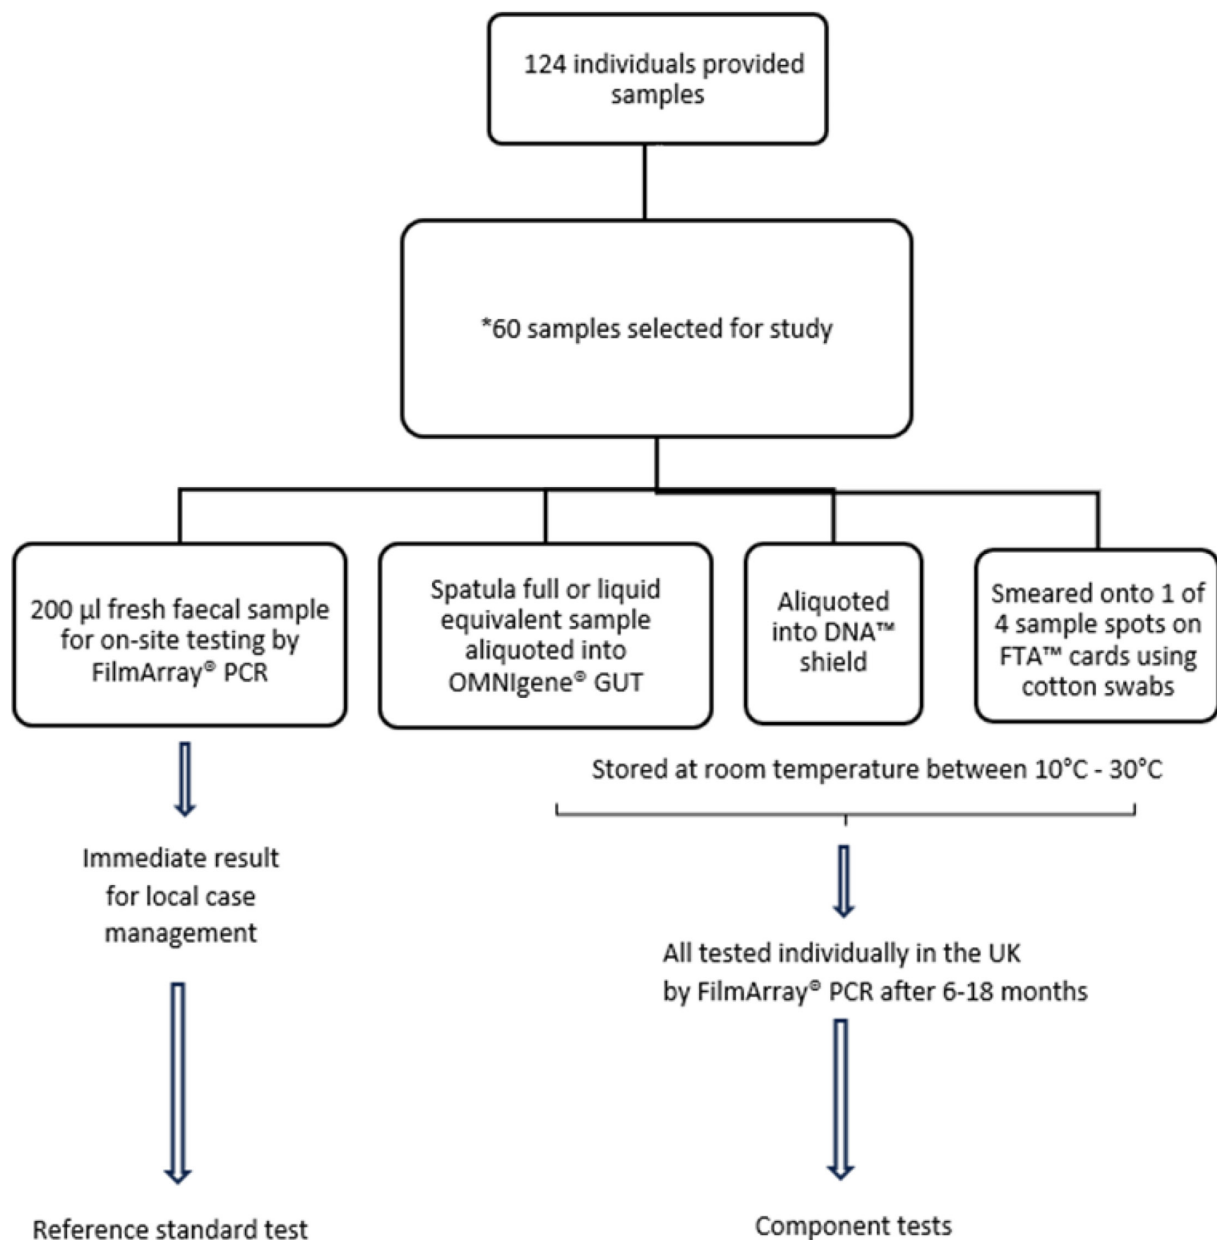 124 individuals provided
samples
*60 samples selected for study
200 µl fresh faecal sample
for on-site testing by
FilmArray® PCR
Spatula full or liquid
equivalent sample
aliquoted into
OMNIgene® GUT
Aliquoted
into DNA™
shield
Smeared onto 1 of
4 sample spots on
FTA™ cards using
cotton swabs
Stored at room temperature between 10°C - 30°C
Immediate result
for local case
management
All tested individually in the UK
by FilmArray® PCR after 6-18 months
Reference standard test
Component tests